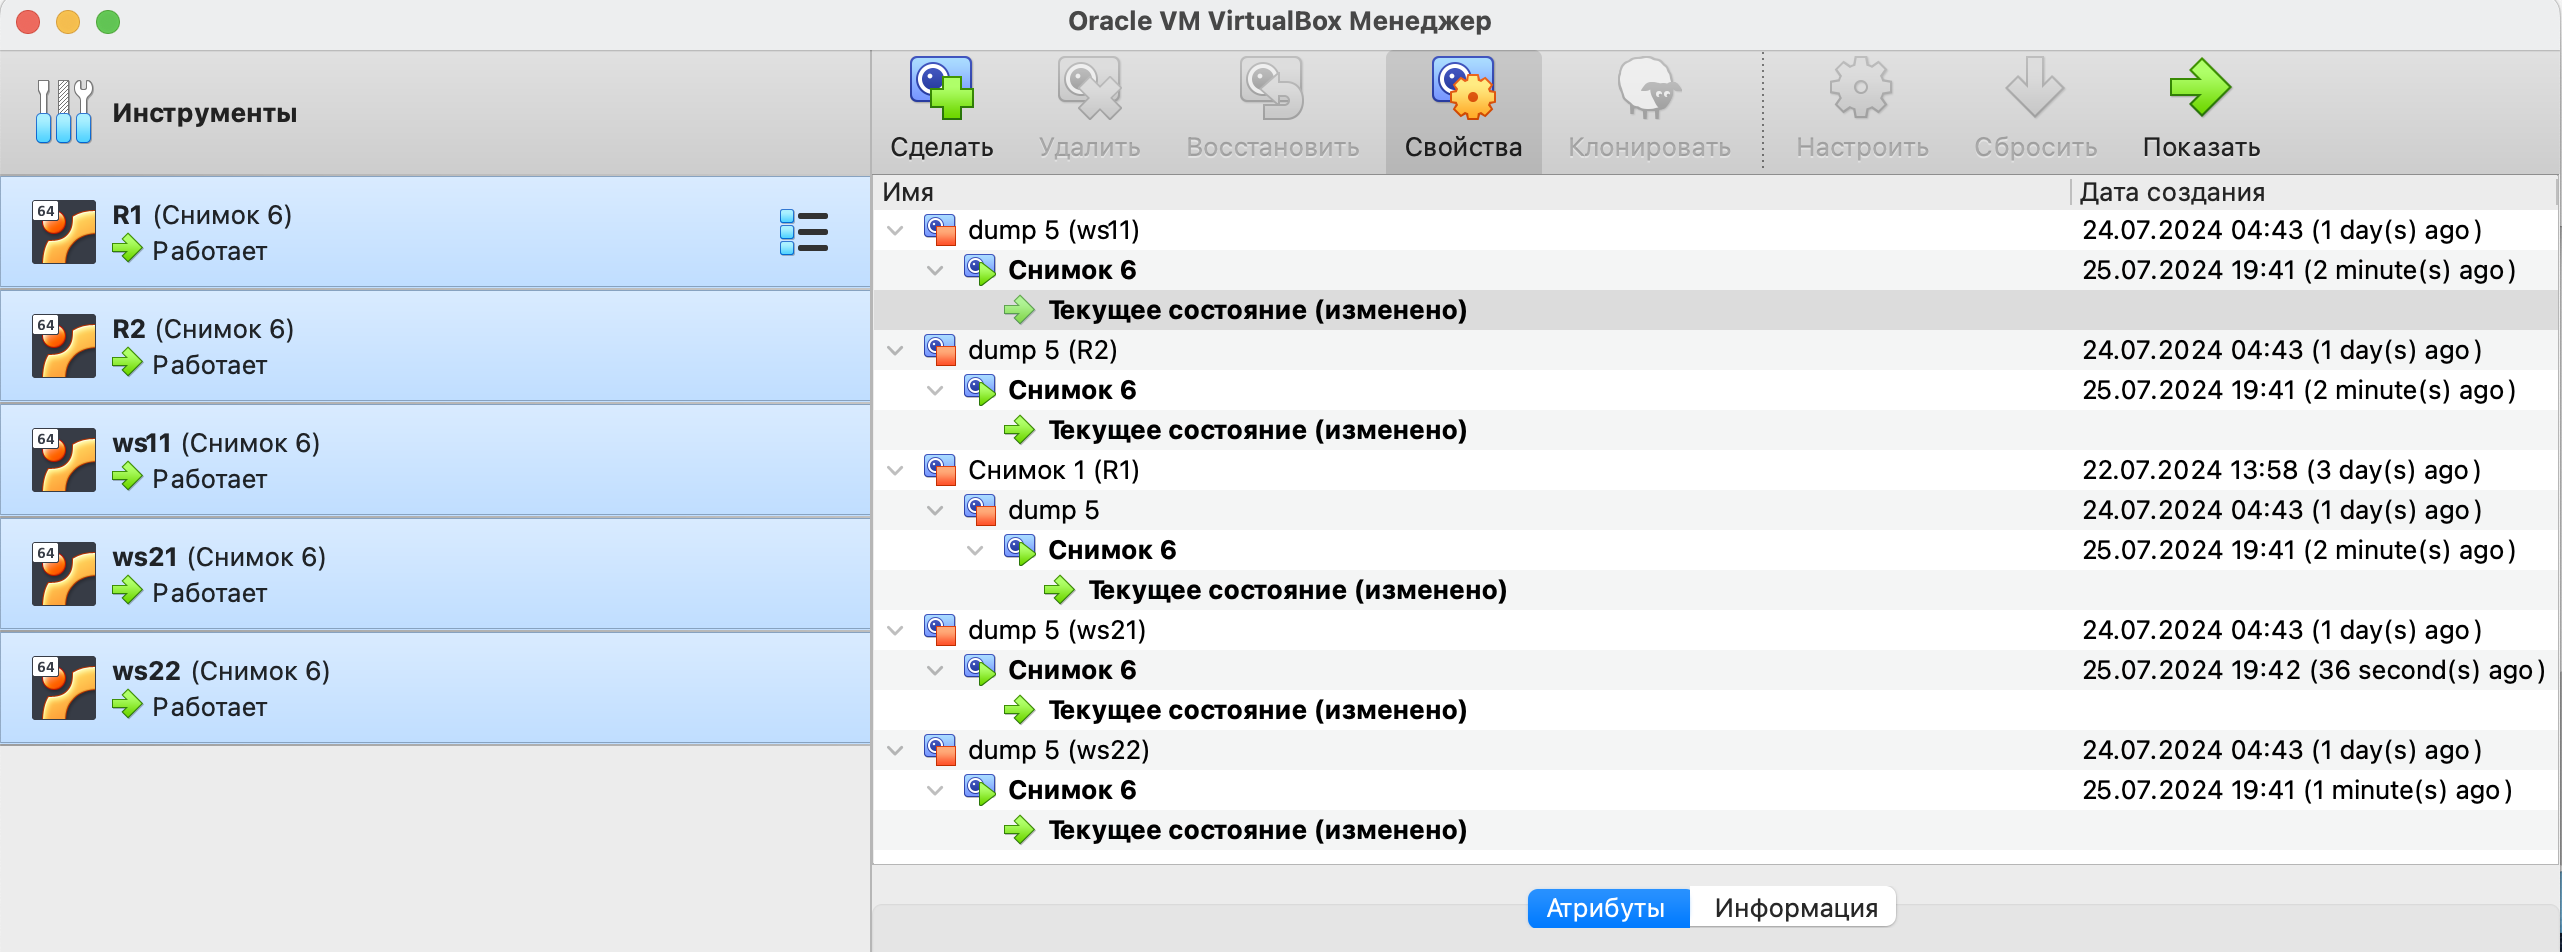 Oracle VM VirtualBox Менеджер
Инструменты
Сделать Удалить Восстановить Свойства Клонировать Настроить Сбросить Показать
64 R1 (Снимок 6)
Работает
64 R2 (Снимок 6)
Работает
64 ws11 (Снимок 6)
Работает
64 ws21 (Снимок 6)
Работает
64 ws22 (Снимок 6)
Работает
Имя Дата создания
dump 5 (ws11) 24.07.2024 04:43 (1 day(s) ago)
Снимок 6 25.07.2024 19:41 (2 minute(s) ago)
Текущее состояние (изменено)
dump 5 (R2) 24.07.2024 04:43 (1 day(s) ago)
Снимок 6 25.07.2024 19:41 (2 minute(s) ago)
Текущее состояние (изменено)
Снимок 1 (R1) 22.07.2024 13:58 (3 day(s) ago)
dump 5 24.07.2024 04:43 (1 day(s) ago)
Снимок 6 25.07.2024 19:41 (2 minute(s) ago)
Текущее состояние (изменено)
dump 5 (ws21) 24.07.2024 04:43 (1 day(s) ago)
Снимок 6 25.07.2024 19:42 (36 second(s) ago)
Текущее состояние (изменено)
dump 5 (ws22) 24.07.2024 04:43 (1 day(s) ago)
Снимок 6 25.07.2024 19:41 (1 minute(s) ago)
Текущее состояние (изменено)
Атрибуты Информация